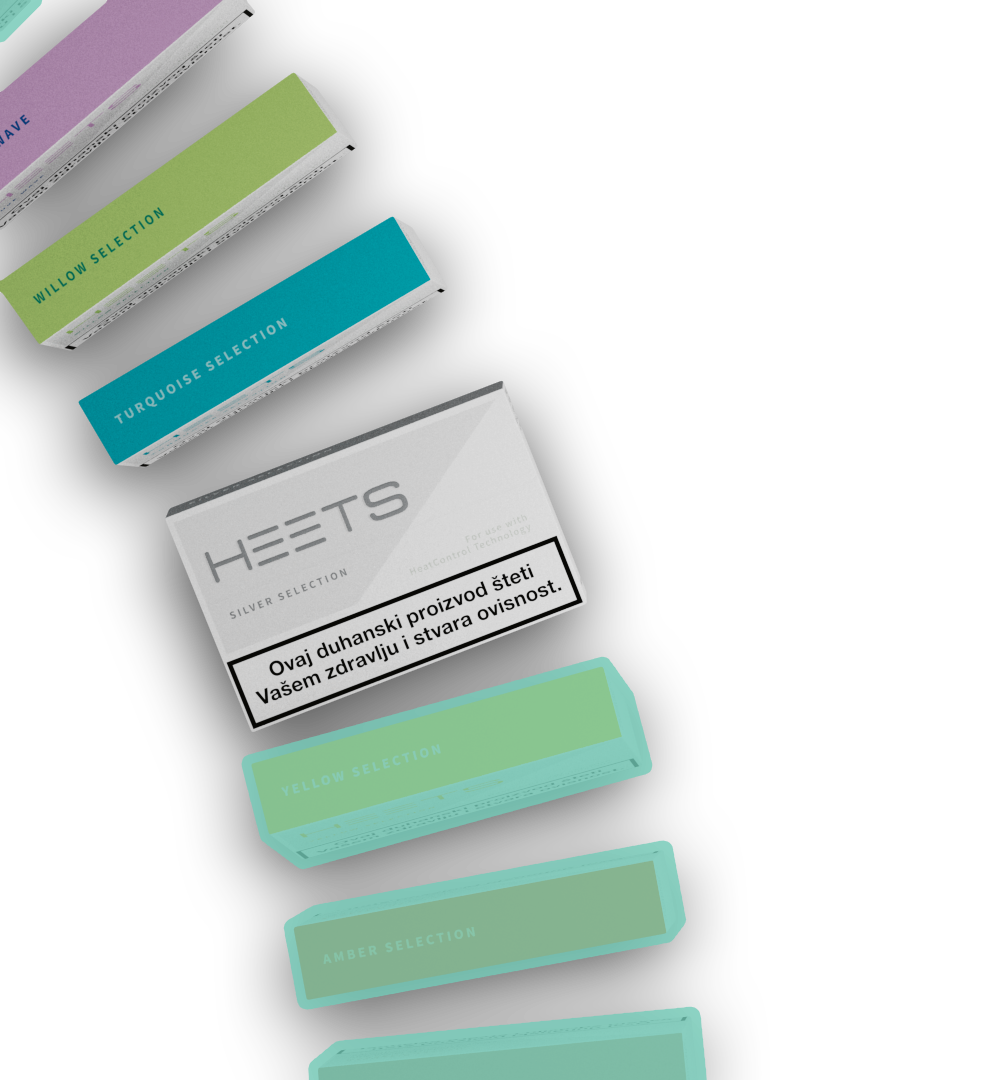 WAVE
WILLOW SELECTION
TURQUOISE SELECTION
HEETS
SILVER SELECTION
For use with
HeatControl Technology
Ovaj duhanski proizvod šteti
Vašem zdravlju i stvara ovisnost.
YELLOW SELECTION
AMBER SELECTION